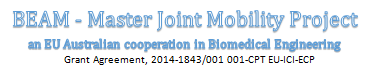 BEAM - Master Joint Mobility Project
an EU Australian cooperation in Biomedical Engineering
Grant Agreement, 2014-1843/001 001-CPT EU-ICI-ECP